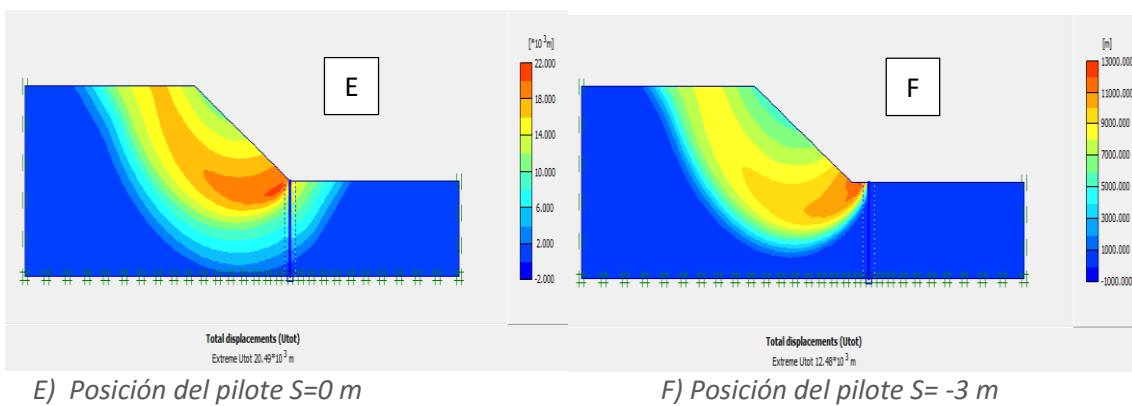 E
[*10 3 m]
22.000
18.000
14.000
10.000
6.000
2.000
-2.000
Total displacements (Utot)
Extreme Utot 20.49*10 3 m
F
[m]
13000.000
11000.000
9000.000
7000.000
5000.000
3000.000
1000.000
-1000.000
Total displacements (Utot)
Extreme Utot 12.48*10 3 m
E) Posición del pilote S=0 m
F) Posición del pilote S= -3 m